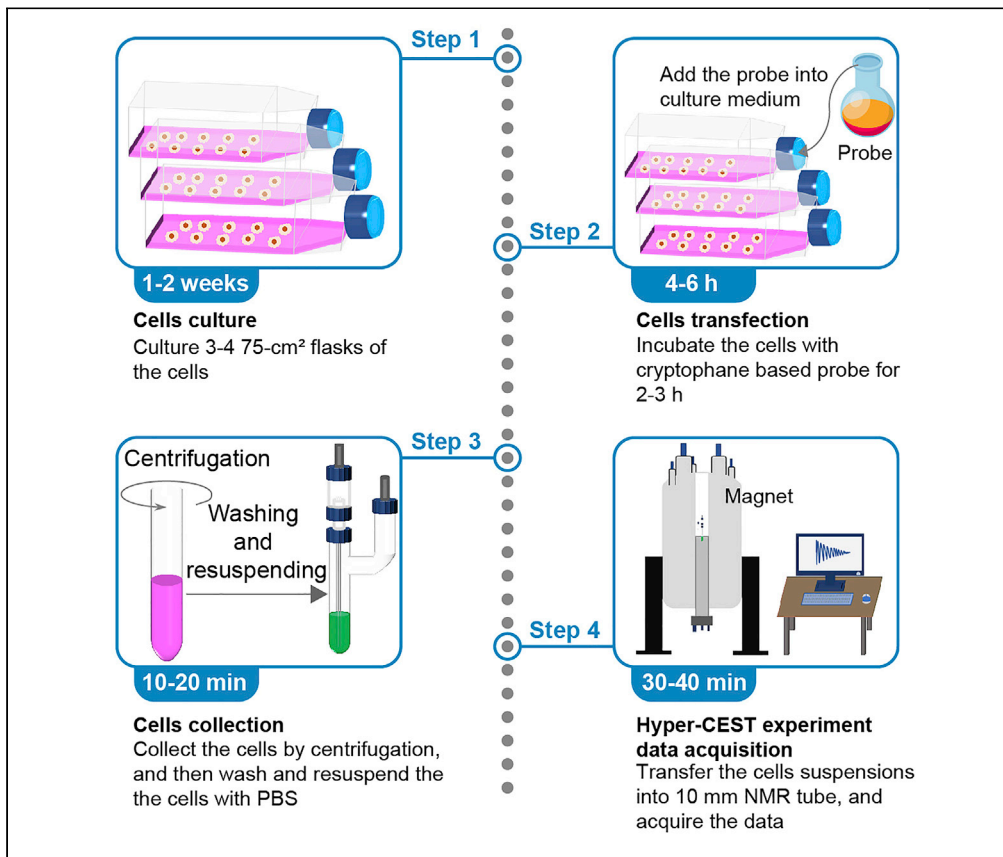 Step 1
1-2 weeks
Cells culture
Culture 3-4 75-cm² flasks of
the cells
Add the probe into
culture medium
Probe
Step 2
4-6 h
Cells transfection
Incubate the cells with
cryptophane based probe for
2-3 h
Step 3
Centrifugation
Washing
and
resuspending
10-20 min
Cells collection
Collect the cells by centrifugation,
and then wash and resuspend the
the cells with PBS
Step 4
Magnet
30-40 min
Hyper-CEST experiment
data acquisition
Transfer the cells suspensions
into 10 mm NMR tube, and
acquire the data